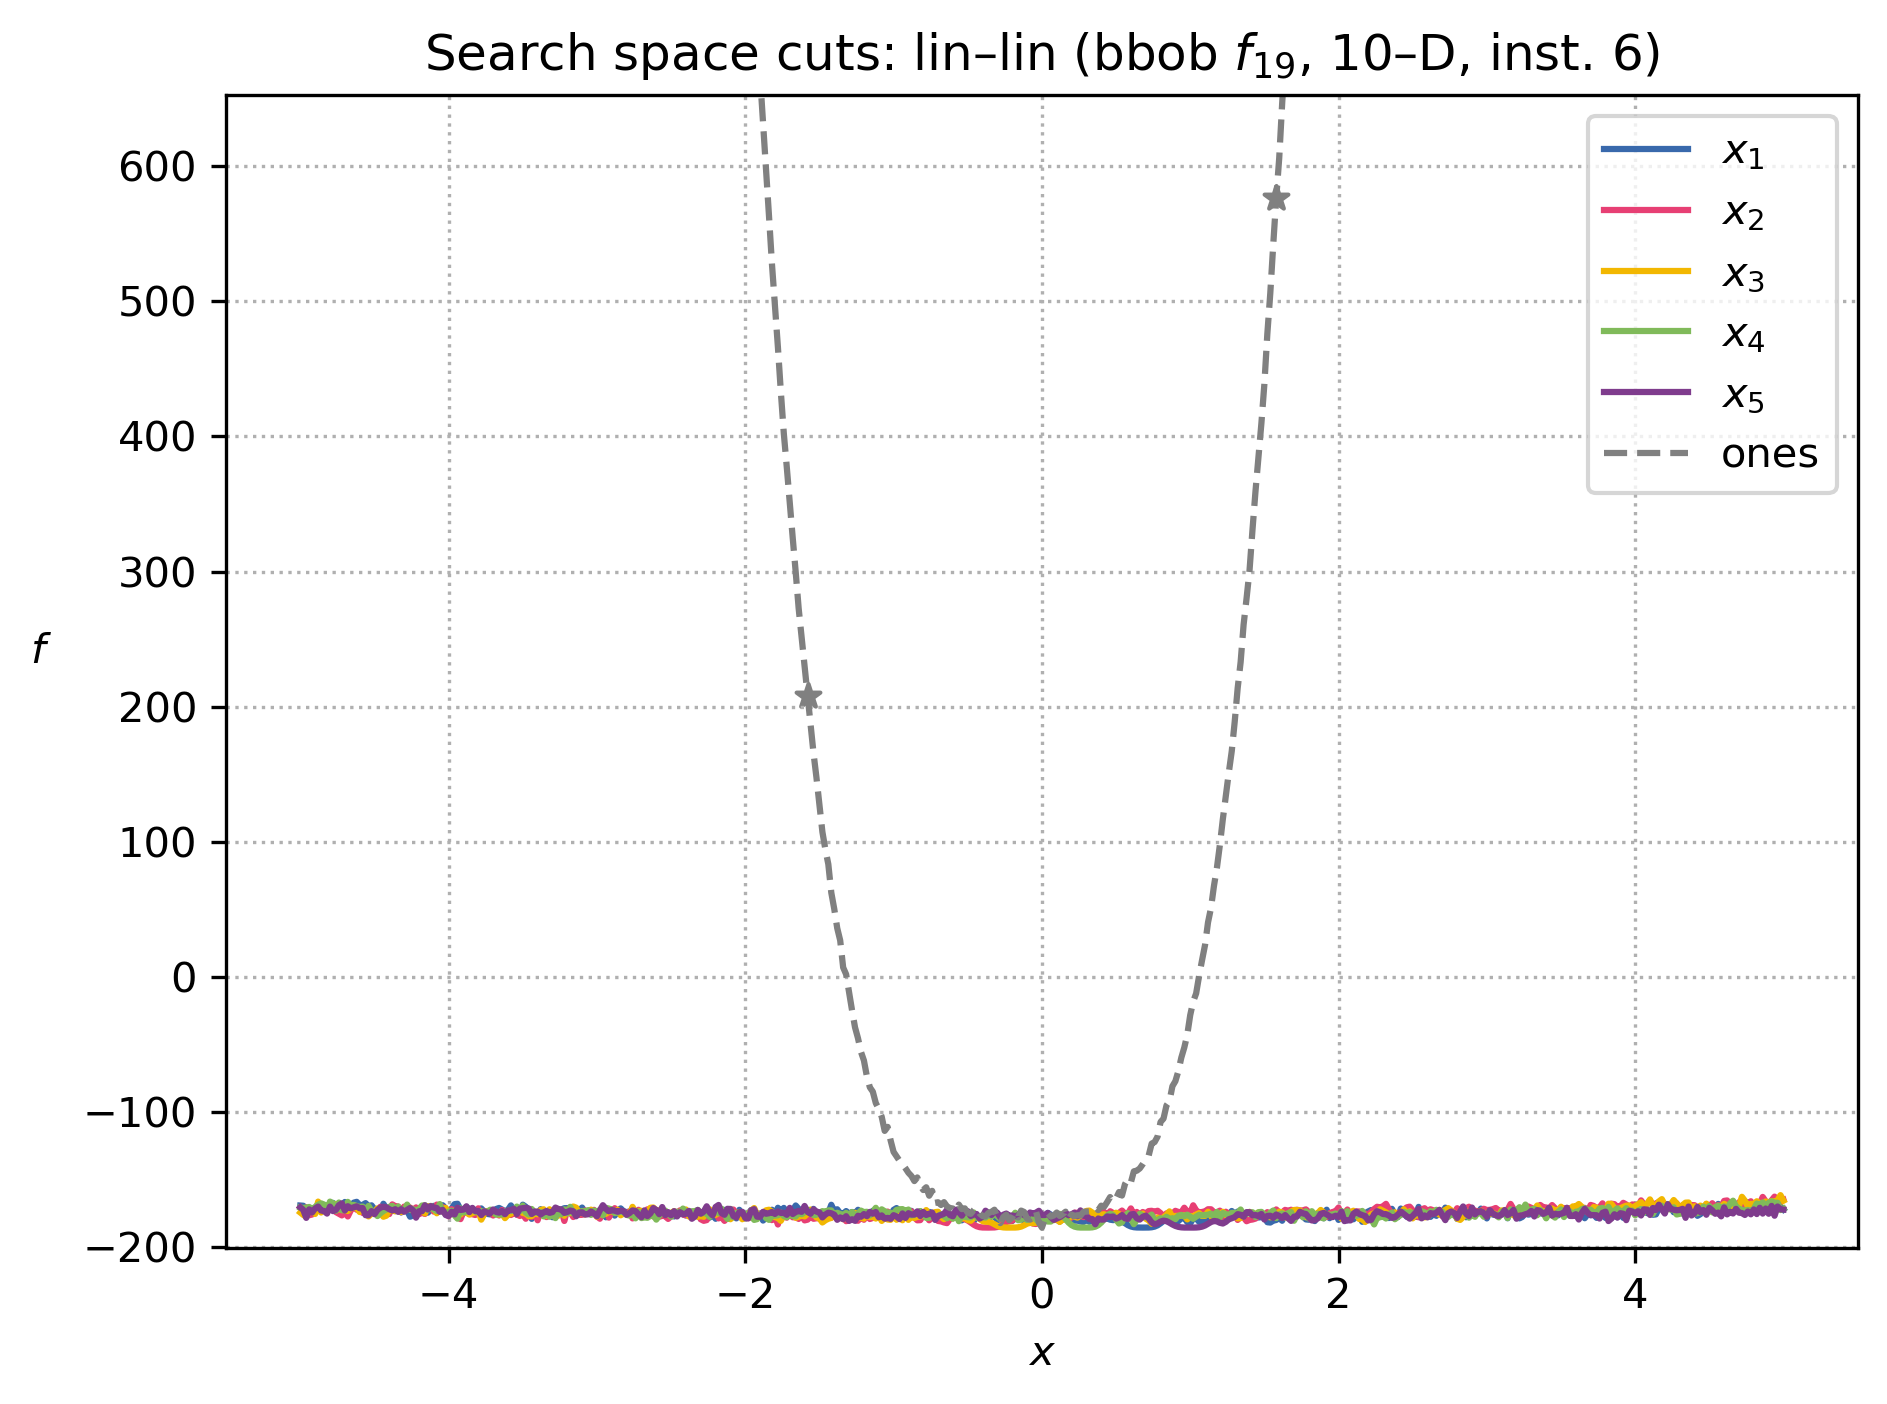 Search space cuts: lin–lin (bbob f₁₉, 10–D, inst. 6)
600
500
400
300
200
100
0
−100
−200
f
−4
−2
0
2
4
x
x₁
x₂
x₃
x₄
x₅
ones